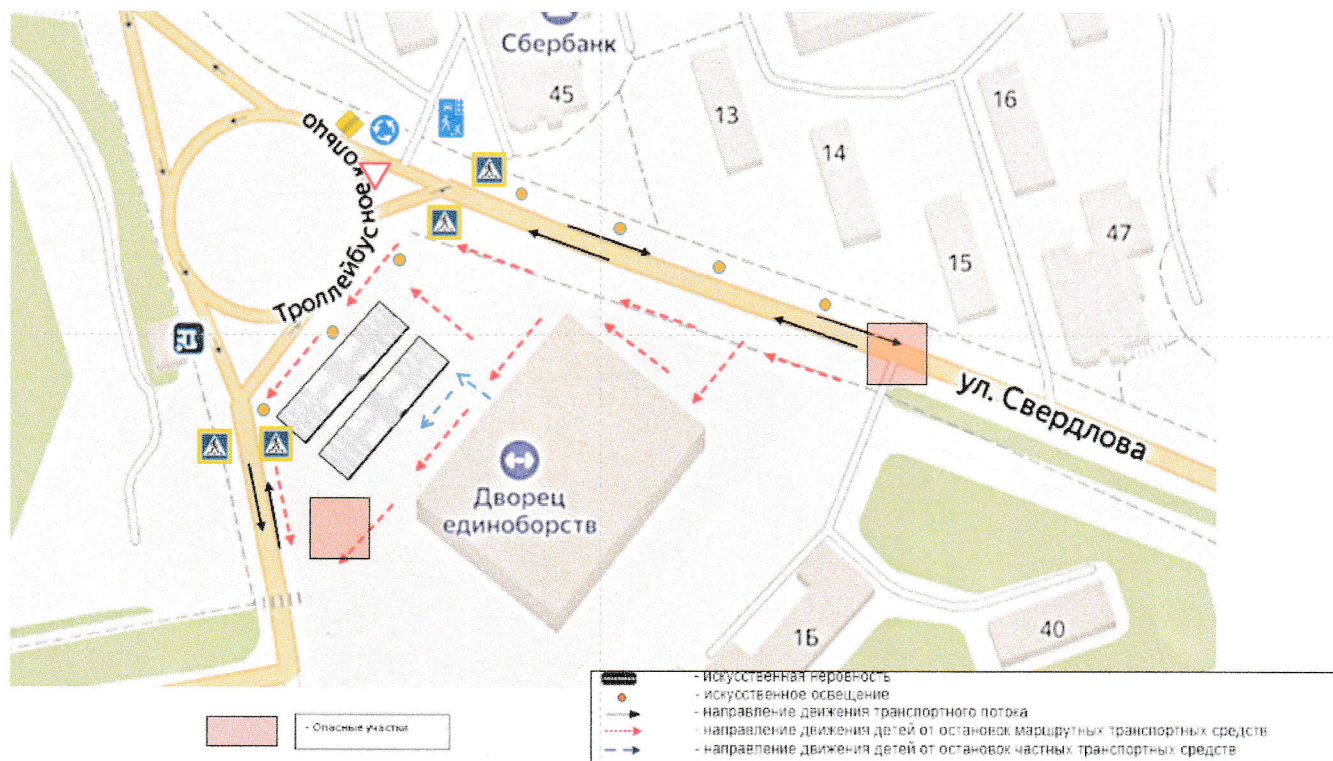 Сбербанк
45
13
16
14
Троллейбусное кольцо
47
15
ул. Свердлова
Дворец
единоборств
1Б
40
- искусственная неровность
- искусственное освещение
- направление движения транспортного потока
- направление движения детей от остановок маршрутных транспортных средств
- направление движения детей от остановок частных транспортных средств
- Опасные участки